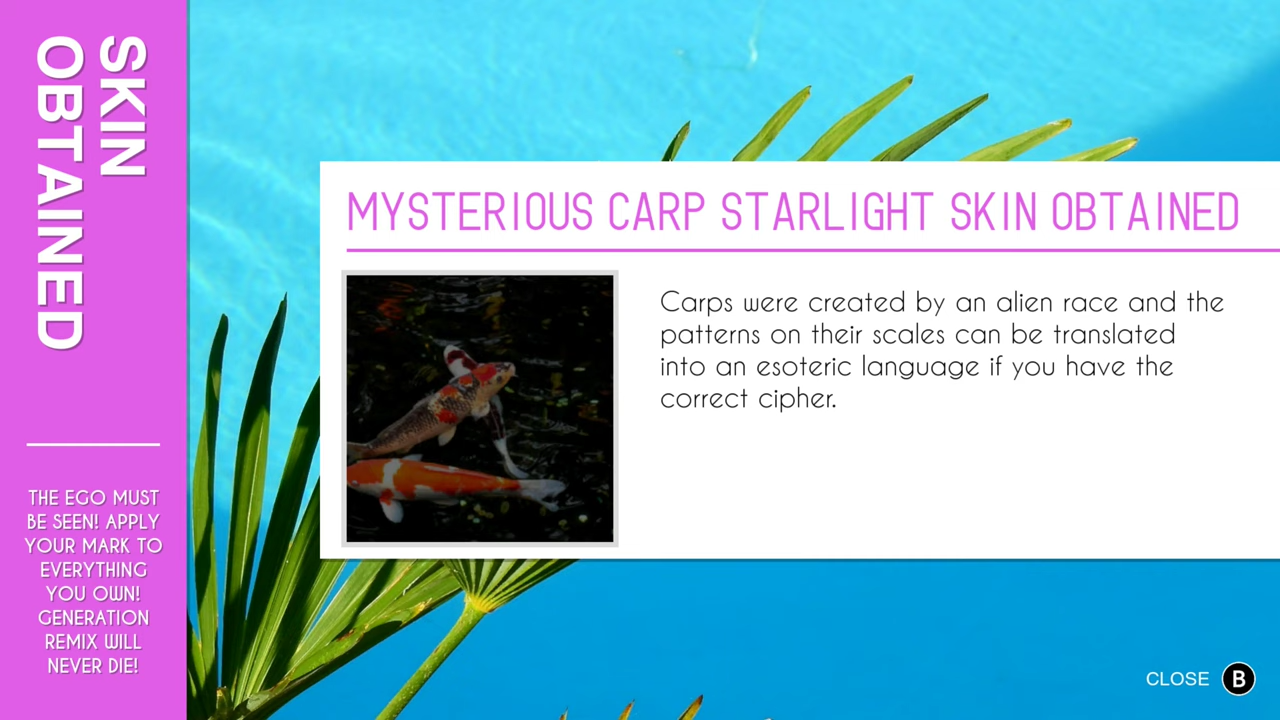 SKIN
OBTAINED
THE EGO MUST
BE SEEN! APPLY
YOUR MARK TO
EVERYTHING
YOU OWN!
GENERATION
REMIX WILL
NEVER DIE!
MYSTERIOUS CARP STARLIGHT SKIN OBTAINED
Carps were created by an alien race and the
patterns on their scales can be translated
into an esoteric language if you have the
correct cipher.
CLOSE B